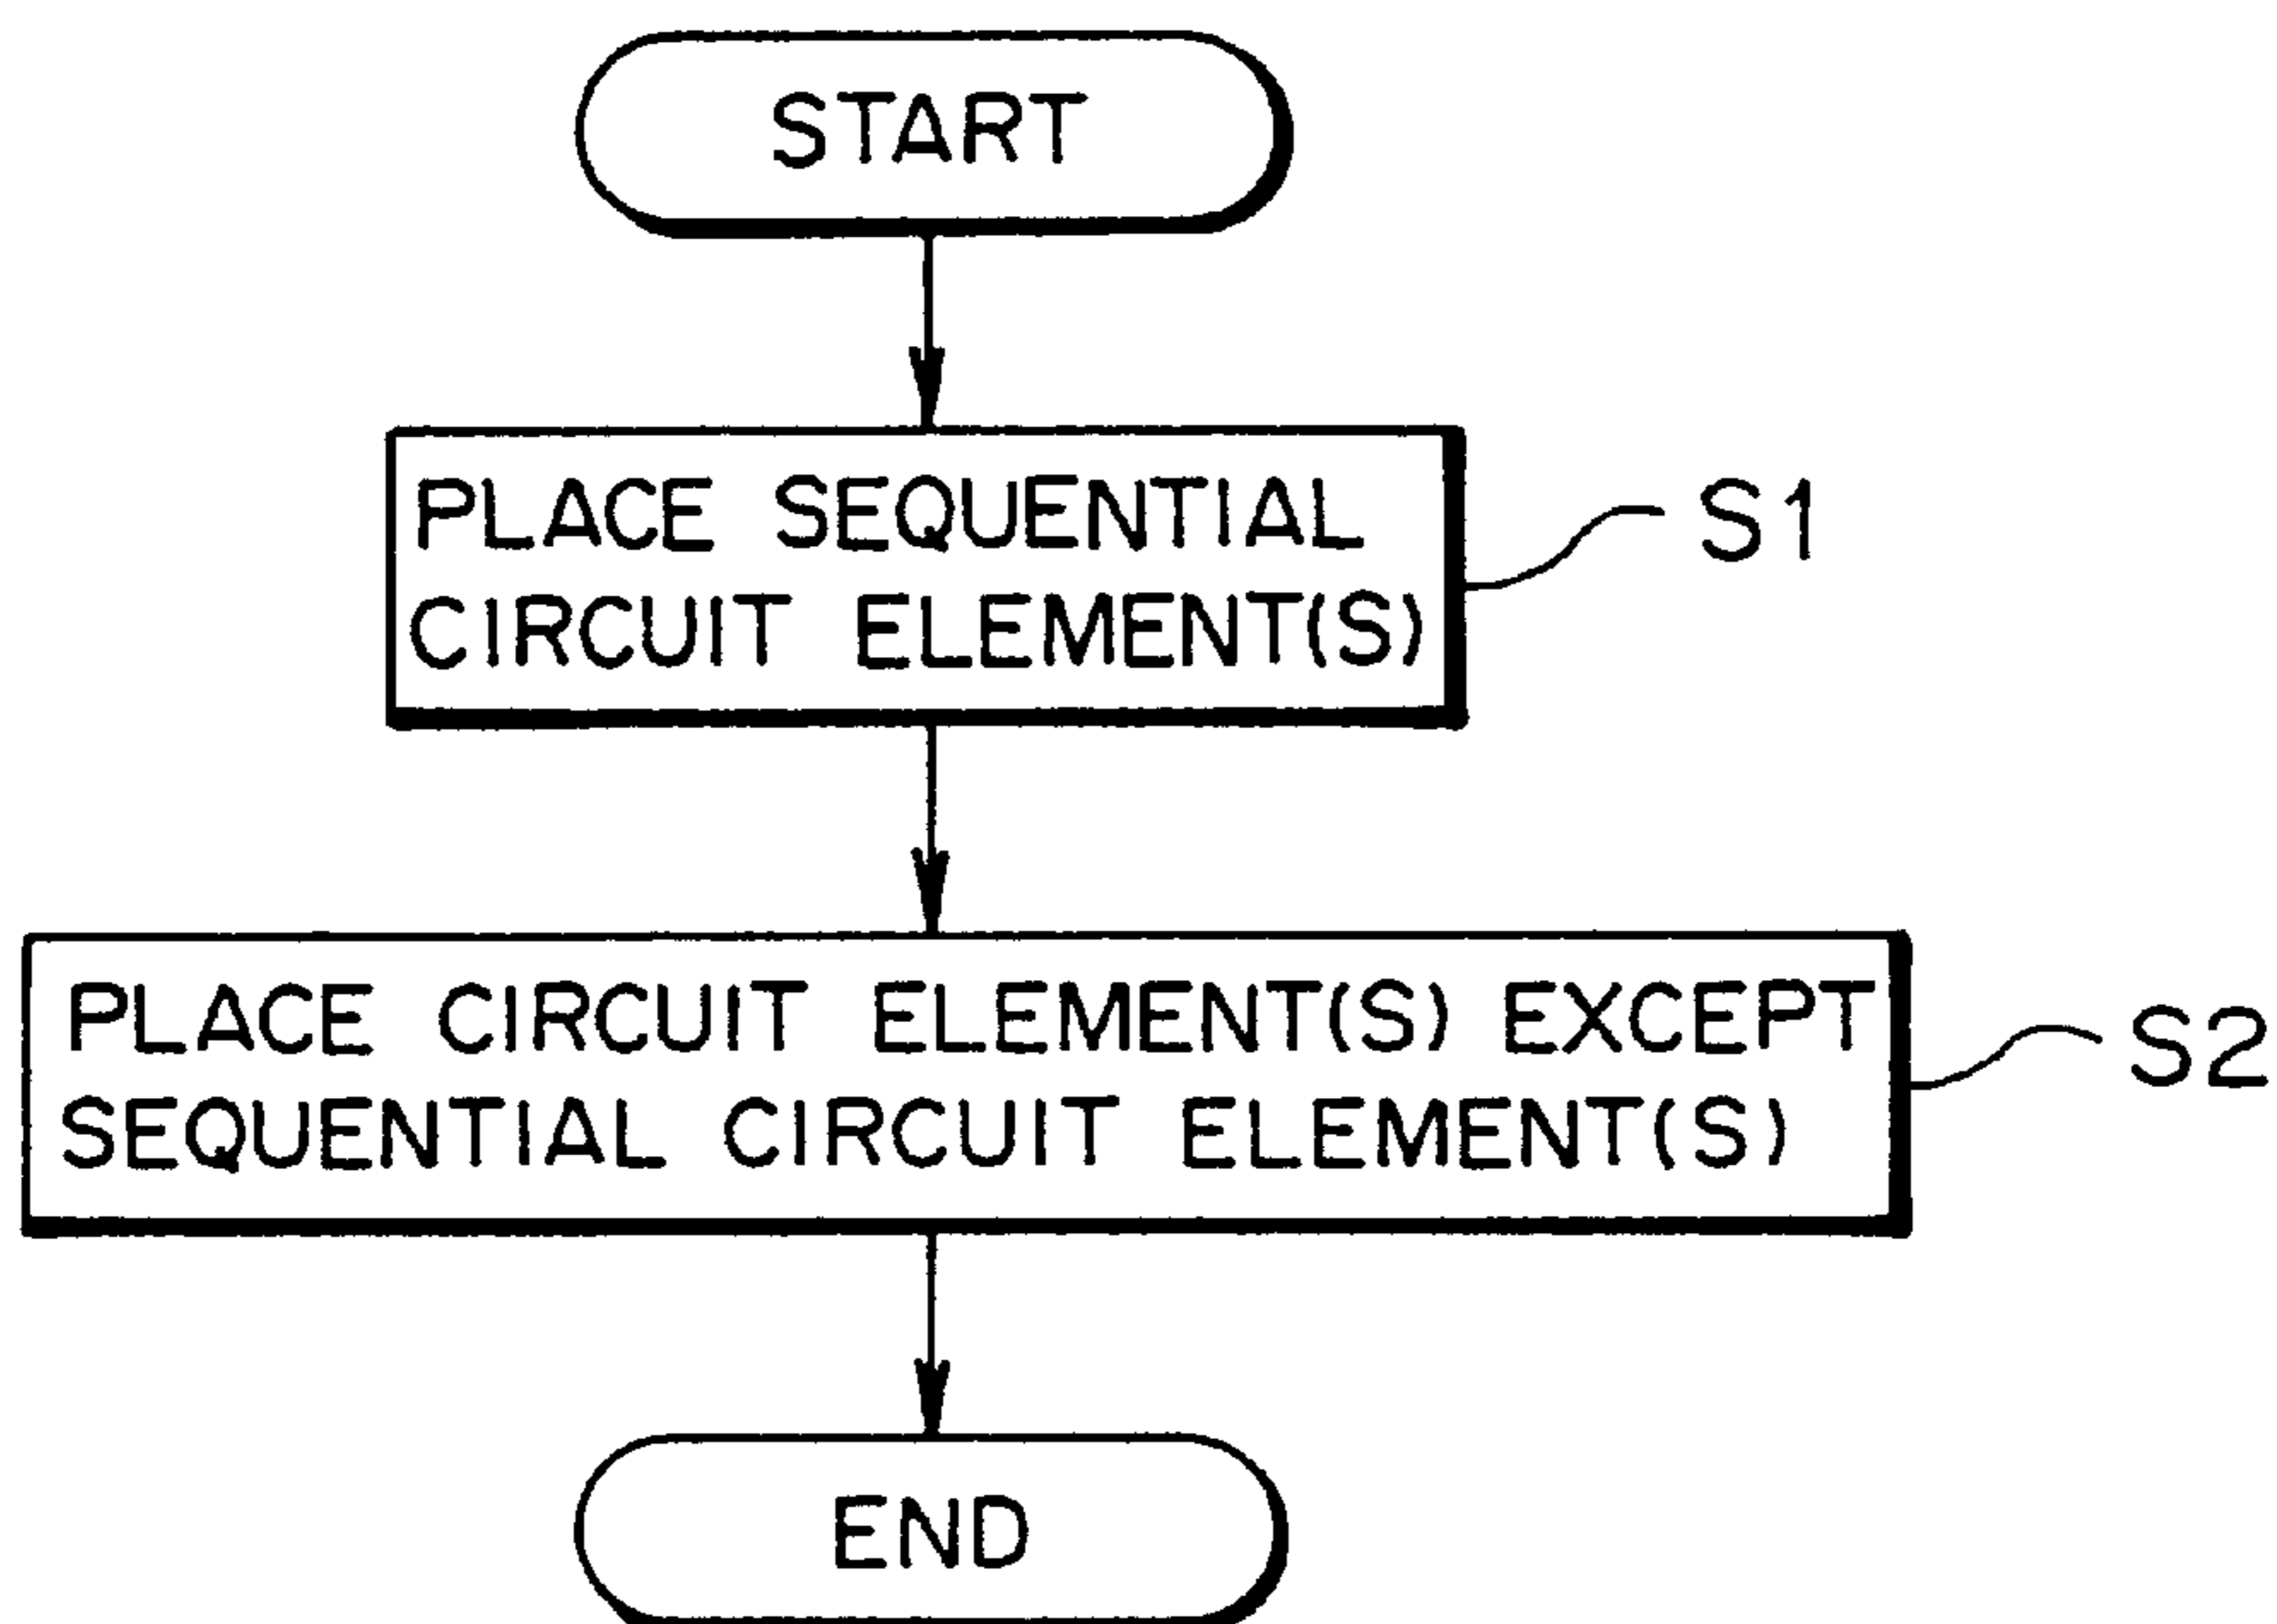 START
PLACE SEQUENTIAL
CIRCUIT ELEMENT(S)
S1
PLACE CIRCUIT ELEMENT(S) EXCEPT
SEQUENTIAL CIRCUIT ELEMENT(S)
S2
END